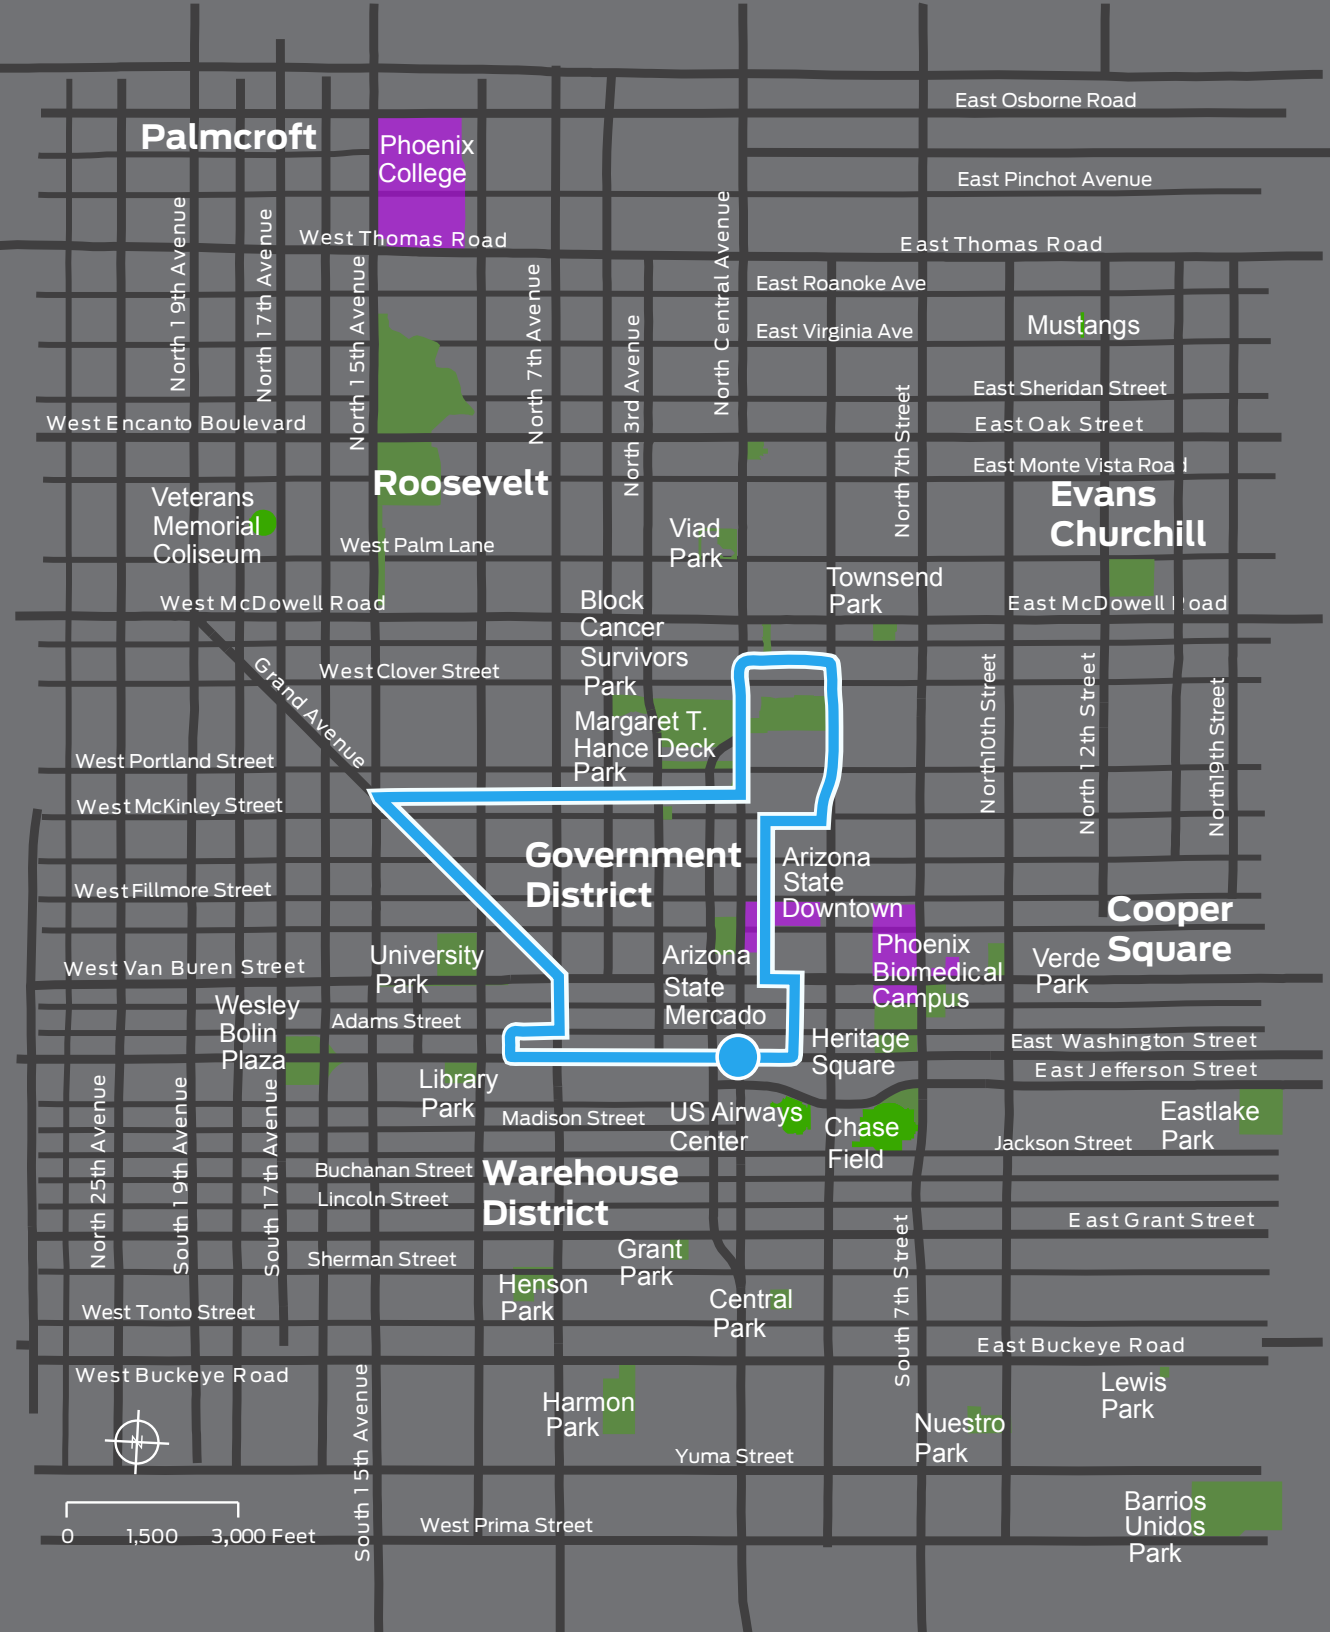 East Osborne Road
Palmcroft
Phoenix
College
East Pinchot Avenue
North 19th Avenue
North 17th Avenue
West Thomas Road
North Central Avenue
East Thomas Road
North 15th Avenue
North 7th Avenue
East Roanoke Ave
North 3rd Avenue
East Virginia Ave
Mustangs
East Sheridan Street
North 7th Street
West Encanto Boulevard
East Oak Street
East Monte Vista Road
Roosevelt
Evans
Churchill
Veterans
Memorial
Coliseum
Viad
Park
West Palm Lane
Townsend
Park
West McDowell Road
Block
Cancer
Survivors
Park
East McDowell Road
Grand Avenue
West Clover Street
North10th Street
North 12th Street
North19th Street
Margaret T.
Hance Deck
Park
West Portland Street
West McKinley Street
Government
District
Arizona
State
Downtown
West Fillmore Street
Cooper
Square
University
Park
Arizona
State
Mercado
Phoenix
Biomedical
Campus
Verde
Park
West Van Buren Street
Wesley
Bolin
Plaza
Adams Street
Heritage
Square
East Washington Street
East Jefferson Street
Library
Park
North 25th Avenue
South 19th Avenue
South 17th Avenue
Madison Street
US Airways
Center
Chase
Field
Eastlake
Park
Jackson Street
Buchanan Street
Warehouse
District
Lincoln Street
South 7th Street
East Grant Street
Sherman Street
Grant
Park
Henson
Park
Central
Park
West Tonto Street
East Buckeye Road
West Buckeye Road
South 15th Avenue
Harmon
Park
Lewis
Park
Nuestro
Park
N
Yuma Street
Barrios
Unidos
Park
0 1,500 3,000 Feet
West Prima Street